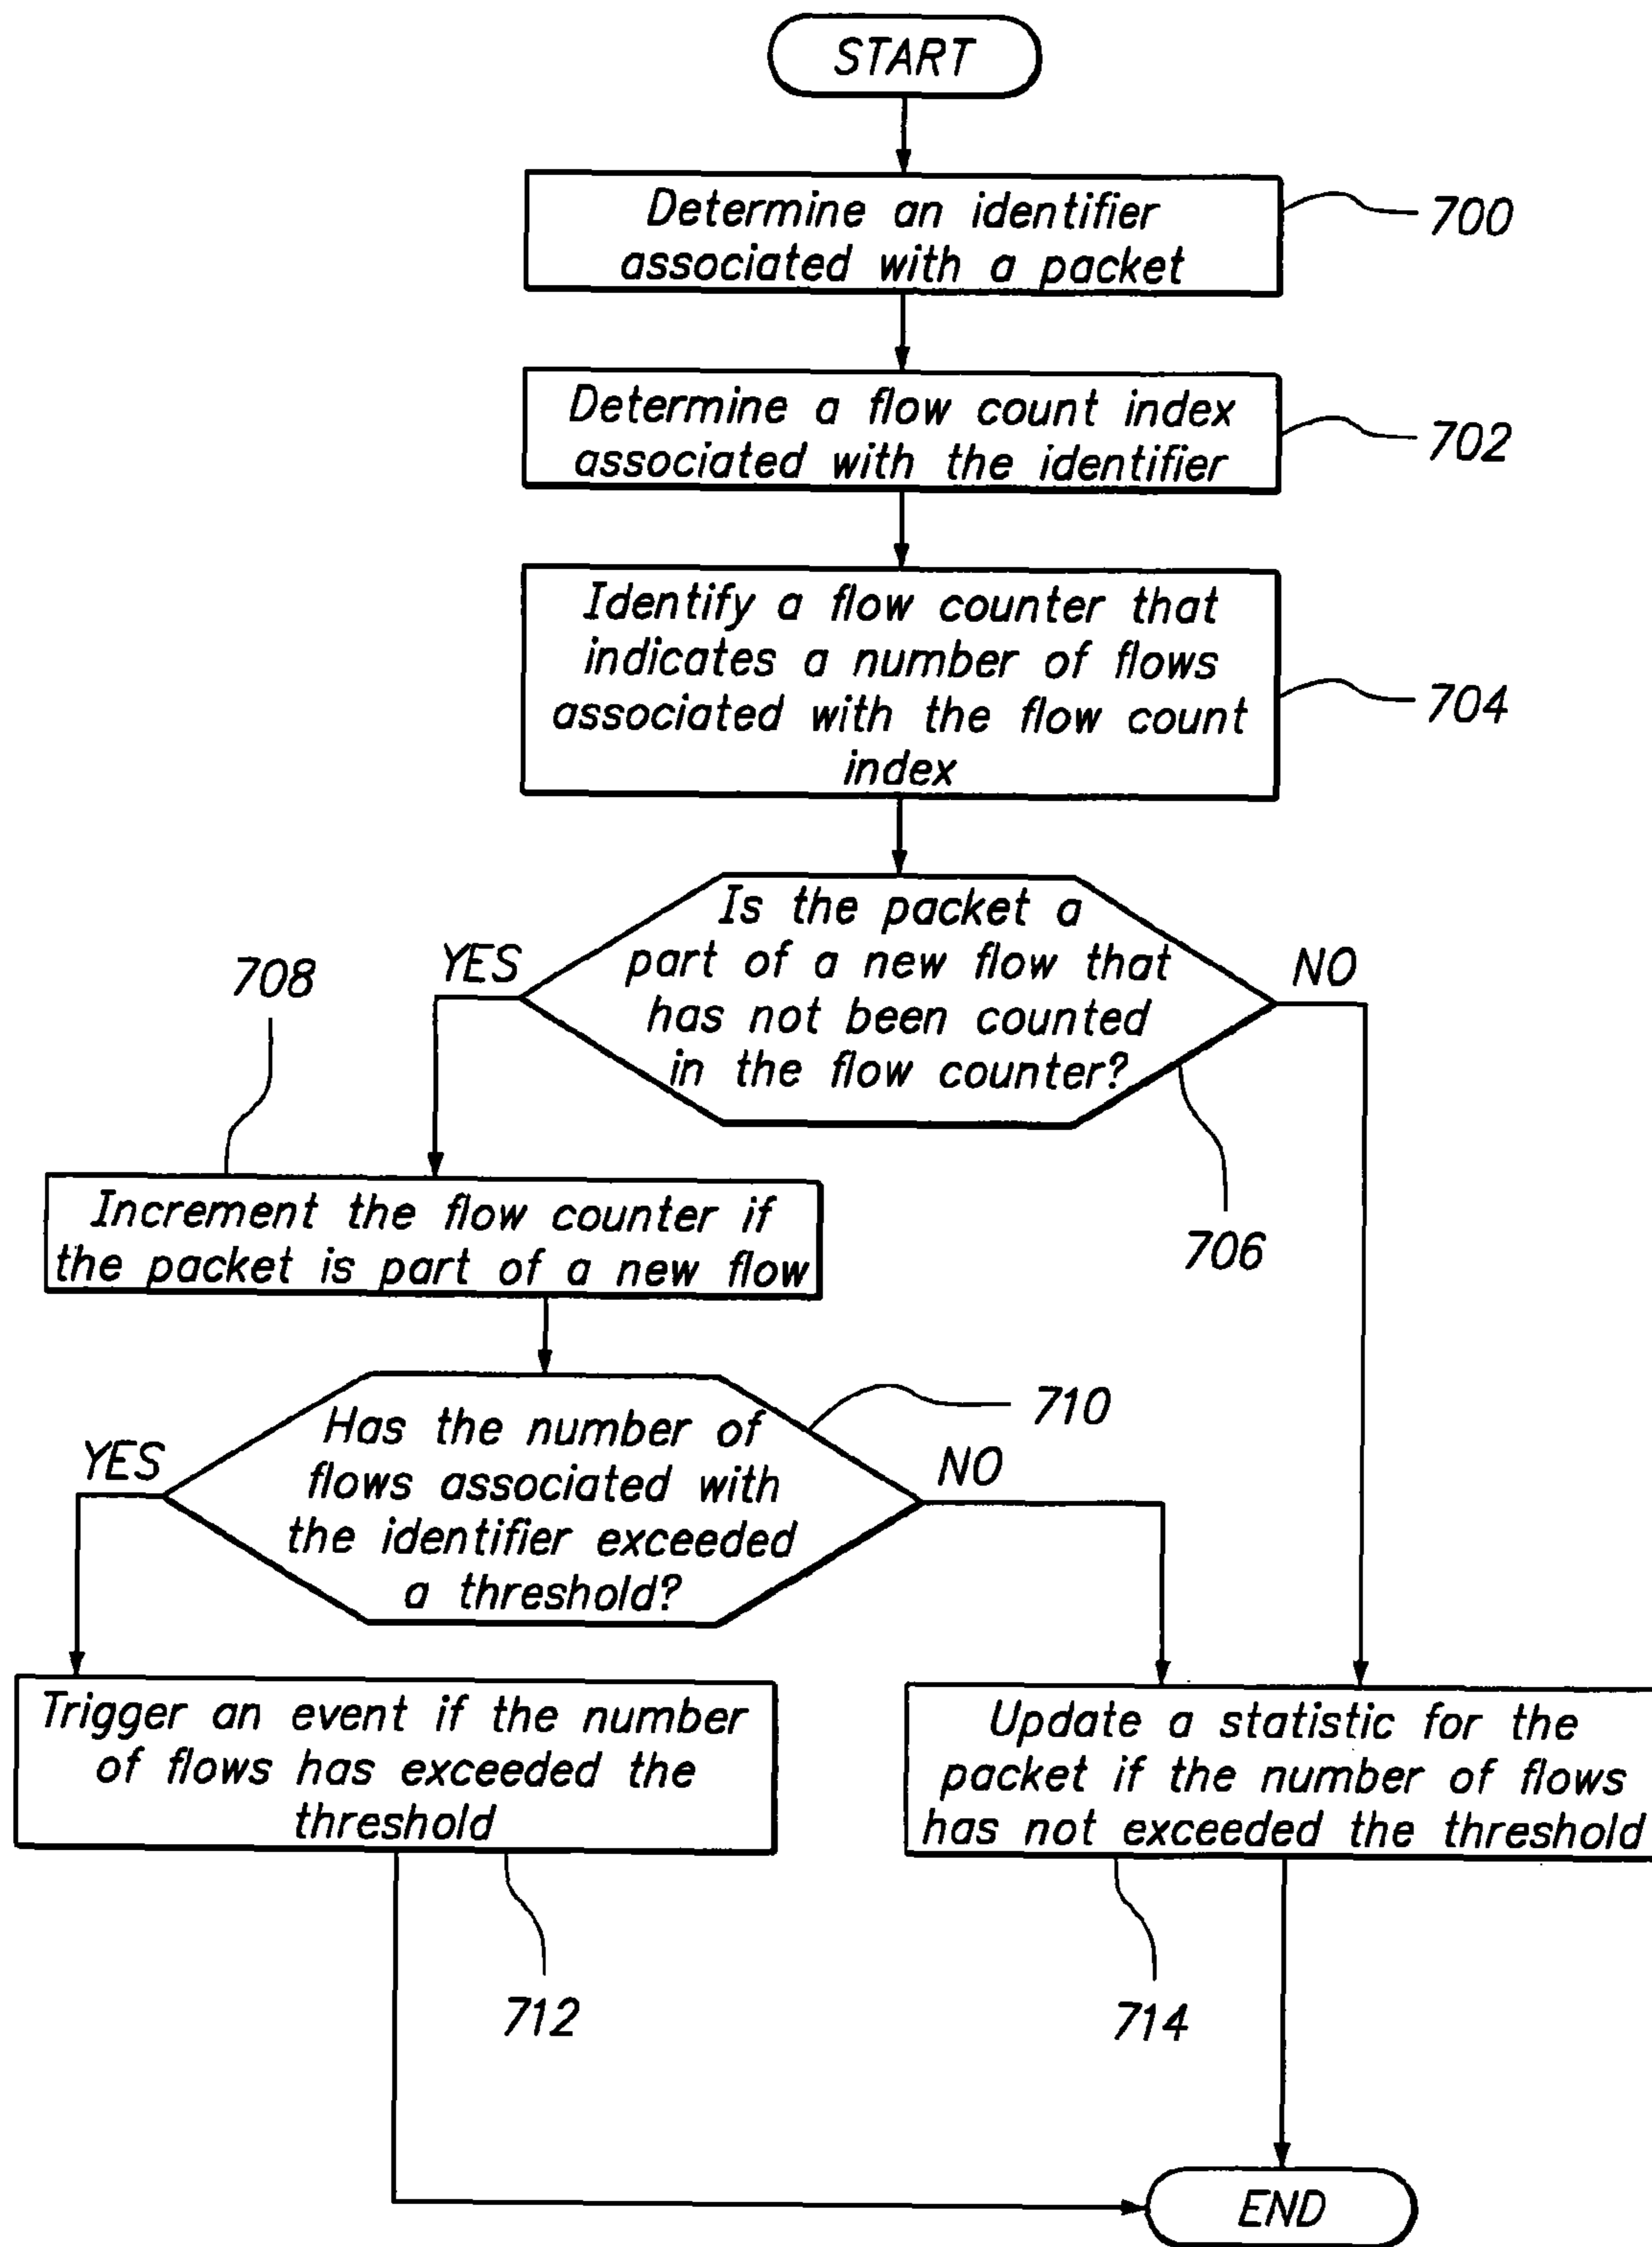 START
Determine an identifier
associated with a packet
700
Determine a flow count index
associated with the identifier
702
Identify a flow counter that
indicates a number of flows
associated with the flow count
index
704
Is the packet a
part of a new flow that
has not been counted
in the flow counter?
YES
NO
708
706
Increment the flow counter if
the packet is part of a new flow
710
Has the number of
flows associated with
the identifier exceeded
a threshold?
YES
NO
Trigger an event if the number
of flows has exceeded the
threshold
Update a statistic for the
packet if the number of flows
has not exceeded the threshold
712
714
END